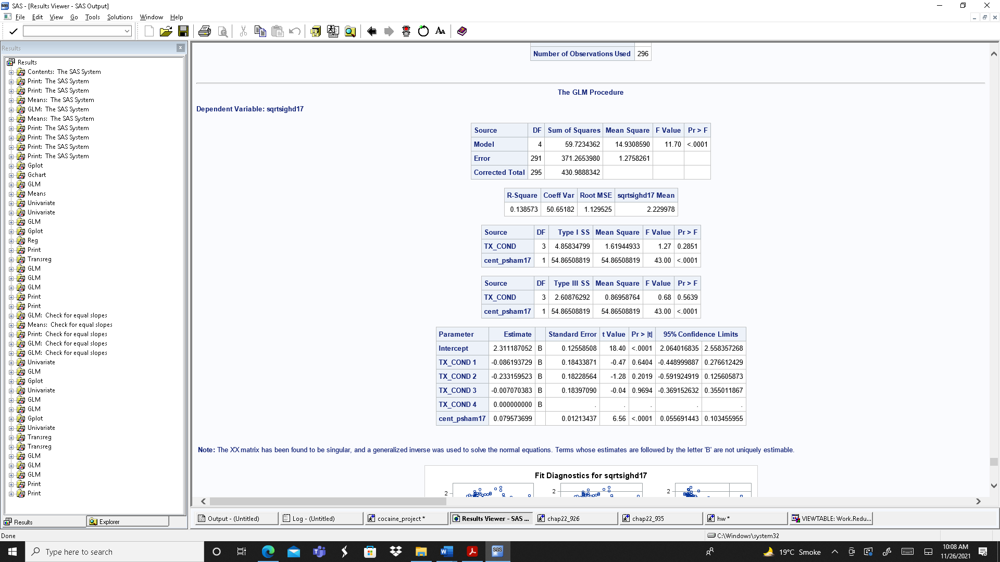 SAS - [Results Viewer - SAS Output]
File Edit View Go Tools Solutions Window Help
Results
Results
Contents: The SAS System
Print: The SAS System
Print: The SAS System
Means: The SAS System
GLM: The SAS System
Means: The SAS System
Print: The SAS System
Print: The SAS System
Print: The SAS System
Print: The SAS System
Gplot
Gchart
GLM
Means
Univariate
Univariate
GLM
Gplot
Reg
Print
Transreg
GLM
GLM
GLM
Print
Print
GLM: Check for equal slopes
Means: Check for equal slopes
Print: Check for equal slopes
GLM: Check for equal slopes
GLM: Check for equal slopes
Univariate
GLM
Gplot
Univariate
GLM
GLM
Gplot
Univariate
Transreg
Transreg
GLM
GLM
GLM
Print
Print
Results Explorer
Number of Observations Used 296
The GLM Procedure
Dependent Variable: sqrtsighd17
Source DF Sum of Squares Mean Square F Value Pr > F
Model 4 59.7234362 14.9308590 11.70 <.0001
Error 291 371.2653980 1.2758261
Corrected Total 295 430.9888342
R-Square Coeff Var Root MSE sqrtsighd17 Mean
0.138573 50.65182 1.129525 2.229978
Source DF Type I SS Mean Square F Value Pr > F
TX_COND 3 4.85834799 1.61944933 1.27 0.2851
cent_psham17 1 54.86508819 54.86508819 43.00 <.0001
Source DF Type III SS Mean Square F Value Pr > F
TX_COND 3 2.60876292 0.86958764 0.68 0.5639
cent_psham17 1 54.86508819 54.86508819 43.00 <.0001
Parameter Estimate Standard Error t Value Pr > |t| 95% Confidence Limits
Intercept 2.311187052 B 0.12558508 18.40 <.0001 2.064016835 2.558357268
TX_COND 1 -0.086193729 B 0.18433871 -0.47 0.6404 -0.448999887 0.276612429
TX_COND 2 -0.233159523 B 0.18228564 -1.28 0.2019 -0.591924919 0.125605873
TX_COND 3 -0.007070383 B 0.18397090 -0.04 0.9694 -0.369152632 0.355011867
TX_COND 4 0.000000000 B . . . . .
cent_psham17 0.079573699 0.01213437 6.56 <.0001 0.055691443 0.103455955
Note: The X'X matrix has been found to be singular, and a generalized inverse was used to solve the normal equations. Terms whose estimates are followed by the letter 'B' are not uniquely estimable.
Fit Diagnostics for sqrtsighd17
2 2 2
Output - (Untitled) Log - (Untitled) cocaine_project * Results Viewer - SAS ... chap22_926 chap22_935 hw * VIEWTABLE: Work.Redu...
Done C:\Windows\system32
Type here to search 19°C Smoke 10:08 AM
11/26/2021